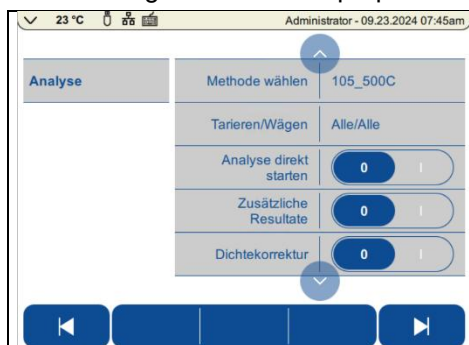 23 °C Administrator - 09.23.2024 07:45am
Analyse
Methode wählen 105_500C
Tarieren/Wägen Alle/Alle
Analyse direkt
starten
0 I
Zusätzliche
Resultate
0 I
Dichtekorrektur 0 I